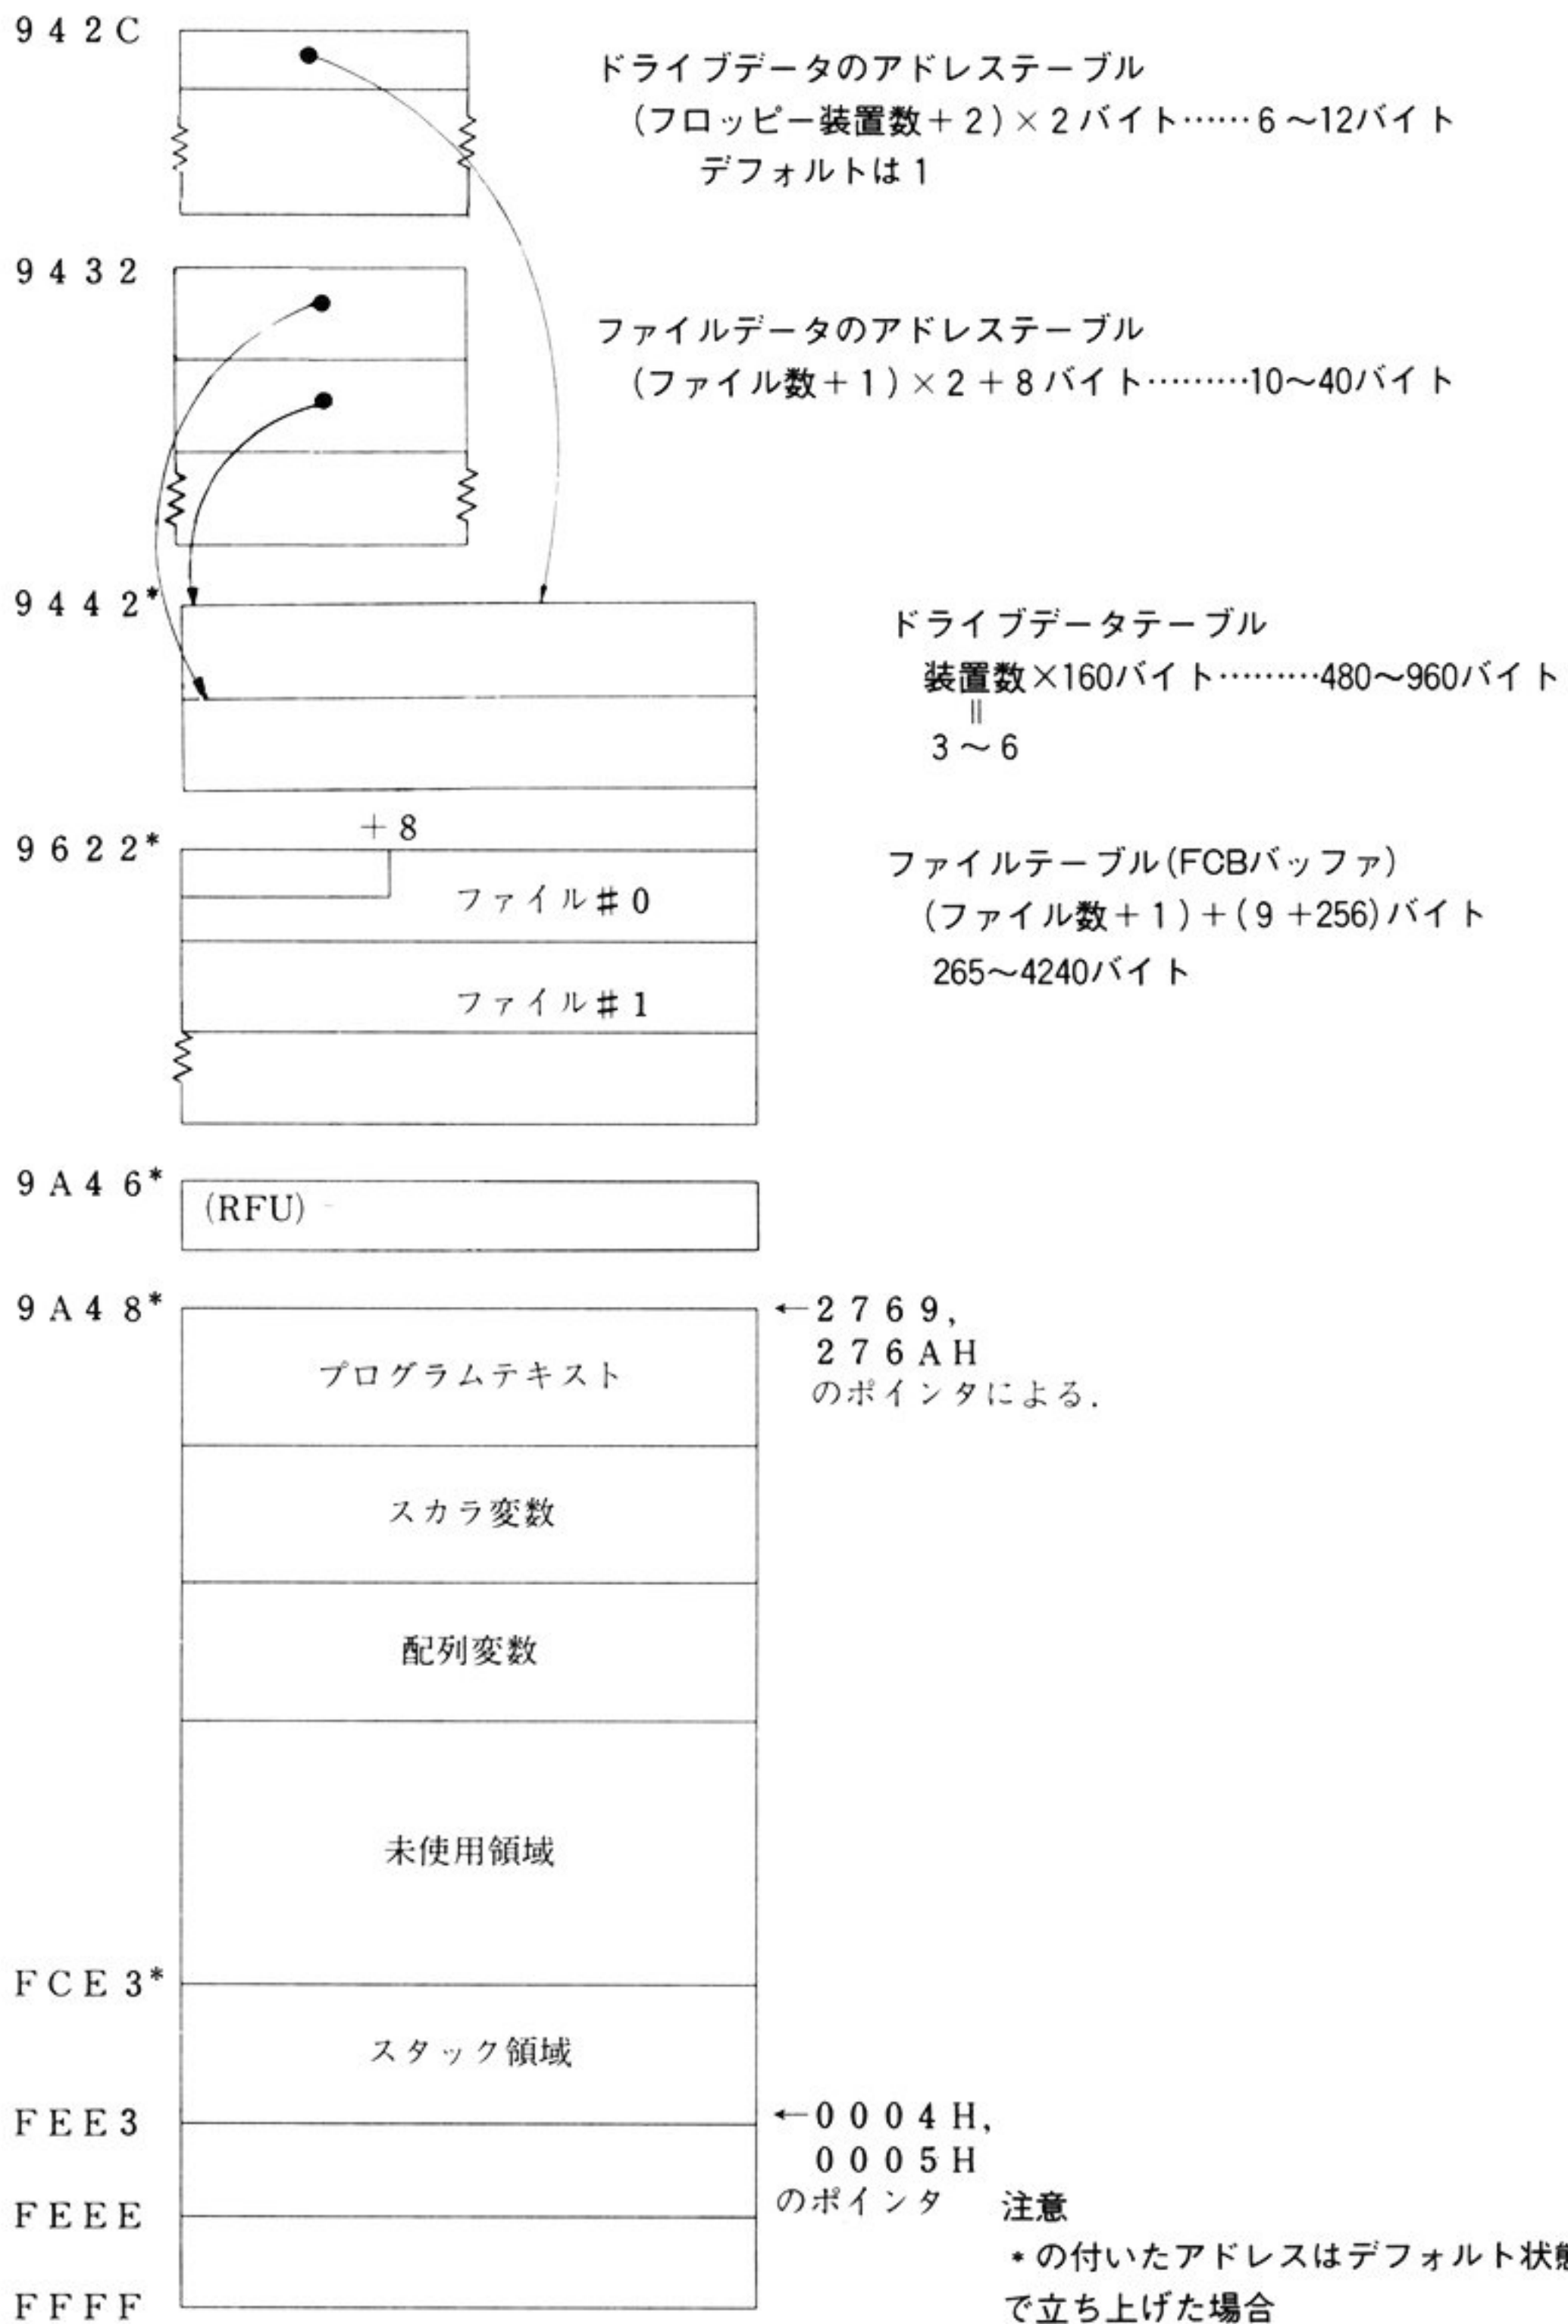 942C
ドライブデータのアドレステーブル
(フロッピー装置数+2)×2バイト……6～12バイト
デフォルトは1
9432
ファイルデータのアドレステーブル
(ファイル数+1)×2+8バイト………10～40バイト
9442*
ドライブデータテーブル
装置数×160バイト………480～960バイト
||
3～6
+8
9622*
ファイル#0
ファイル#1
ファイルテーブル(FCBバッファ)
(ファイル数+1)+(9+256)バイト
265～4240バイト
9A46*
(RFU)
9A48*
←2769,
276AH
のポインタによる.
プログラムテキスト
スカラ変数
配列変数
未使用領域
FCE3*
スタック領域
FEE3
←0004H,
0005H
のポインタ
FEEE
FFFF
注意
*の付いたアドレスはデフォルト状態
で立ち上げた場合